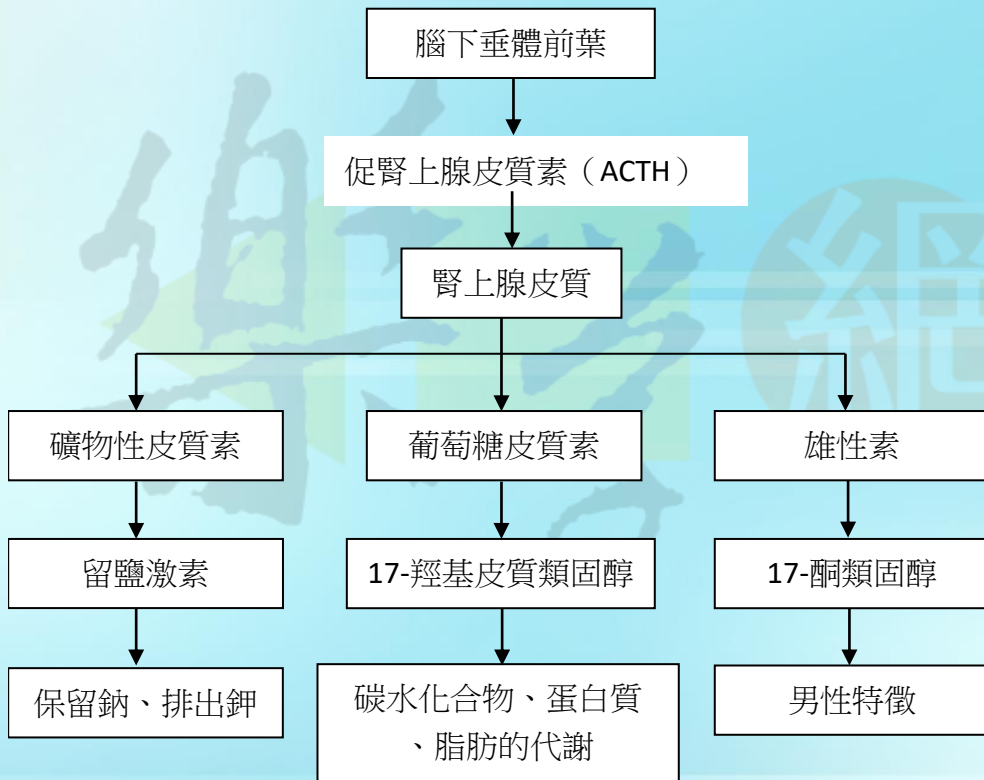 腦下垂體前葉
促腎上腺皮質素（ACTH）
腎上腺皮質
礦物性皮質素
葡萄糖皮質素
雄性素
留鹽激素
17-羥基皮質類固醇
17-酮類固醇
保留鈉、排出鉀
碳水化合物、蛋白質
、脂肪的代謝
男性特徵
樂學網